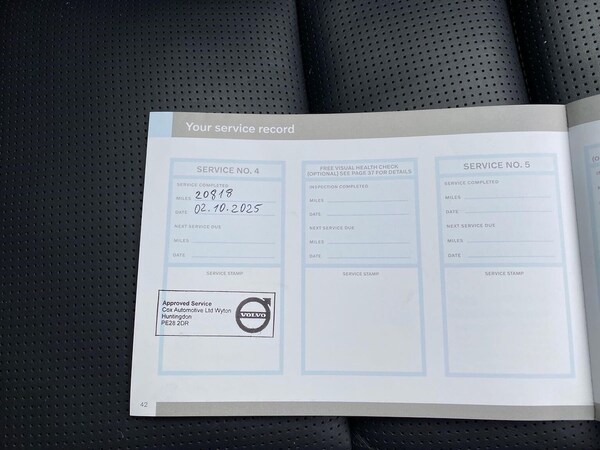 Your service record
SERVICE NO. 4
SERVICE COMPLETED
MILES 20818
DATE 02.10.2025
NEXT SERVICE DUE
MILES
DATE
SERVICE STAMP
Approved Service
Cox Automotive Ltd Wyton
Huntingdon
PE28 2DR
VOLVO
FREE VISUAL HEALTH CHECK
(OPTIONAL) SEE PAGE 37 FOR DETAILS
INSPECTION COMPLETED
MILES
DATE
NEXT SERVICE DUE
MILES
DATE
SERVICE STAMP
SERVICE NO. 5
SERVICE COMPLETED
MILES
DATE
NEXT SERVICE DUE
MILES
DATE
SERVICE STAMP
42